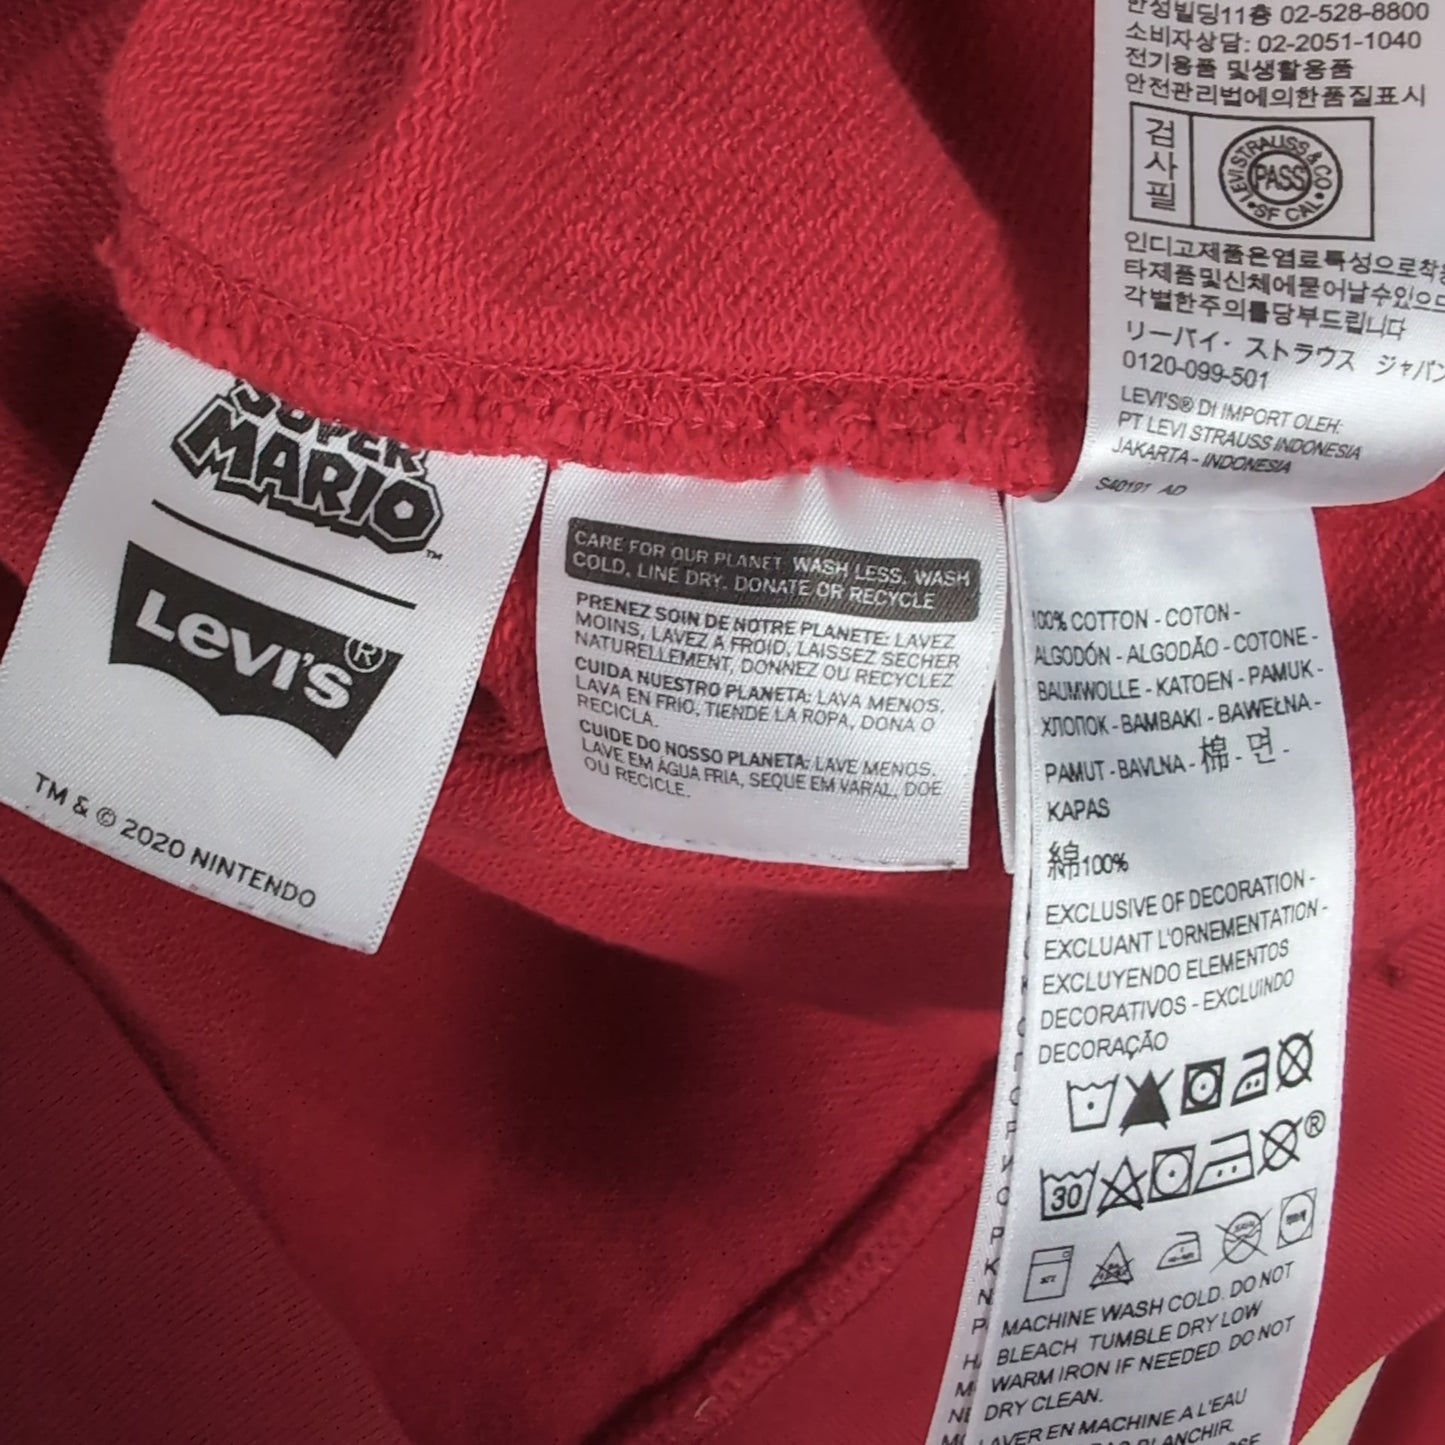 SUPER
MARIO™
Levi's®
TM & © 2020 NINTENDO
CARE FOR OUR PLANET: WASH LESS, WASH
COLD, LINE DRY, DONATE OR RECYCLE
PRENEZ SOIN DE NOTRE PLANETE: LAVEZ
MOINS, LAVEZ A FROID, LAISSEZ SECHER
NATURELLEMENT, DONNEZ OU RECYCLEZ
CUIDA NUESTRO PLANETA: LAVA MENOS,
LAVA EN FRIO, TIENDE LA ROPA, DONA O
RECICLA.
CUIDE DO NOSSO PLANETA: LAVE MENOS,
LAVE EM ÁGUA FRIA, SEQUE EM VARAL, DOE
OU RECICLE.
한성빌딩11층 02-528-8800
소비자상담: 02-2051-1040
전기용품 및생활용품
안전관리법에의한품질표시
검사필
LEVI STRAUSS & CO
PASS
SF CAL
인디고제품은염료특성으로착용
타제품및신체에묻어날수있으므
각별한주의를당부드립니다
リーバイ・ストラウス ジャパン
0120-099-501
LEVI'S® DI IMPORT OLEH:
PT LEVI STRAUSS INDONESIA
JAKARTA - INDONESIA
S40191 AD
100% COTTON - COTON -
ALGODÓN - ALGODÃO - COTONE -
BAUMWOLLE - KATOEN - PAMUK -
ХЛОПОК - BAMBAKI - BAWEŁNA -
PAMUT - BAVLNA - 棉 - 면 -
KAPAS
綿100%
EXCLUSIVE OF DECORATION -
EXCLUANT L'ORNEMENTATION -
EXCLUYENDO ELEMENTOS
DECORATIVOS - EXCLUINDO
DECORAÇÃO
30
®
MACHINE WASH COLD. DO NOT
BLEACH TUMBLE DRY LOW
WARM IRON IF NEEDED. DO NOT
DRY CLEAN.
LAVER EN MACHINE A L'EAU
BLANCHIR.